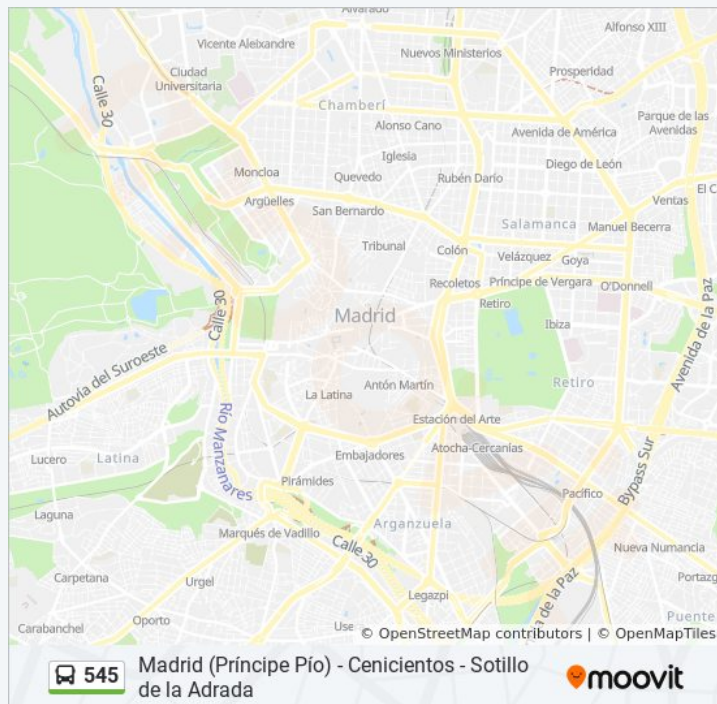 Alvarado
Alfonso XIII
Vicente Aleixandre
Nuevos Ministerios
Ciudad
Universitaria
Prosperidad
Calle 30
Chamberí
Parque de las
Avenidas
Alonso Cano
Avenida de América
Iglesia
Diego de León
Moncloa
Quevedo
Rubén Darío
Argüelles
San Bernardo
Ventas
El C
Salamanca
Manuel Becerra
Tribunal
Colón
Velázquez
Goya
Recoletos
Príncipe de Vergara
O'Donnell
Calle 30
Retiro
Madrid
Ibiza
Avenida de la Paz
Autovía del Suroeste
La Latina
Antón Martín
Retiro
Estación del Arte
Río Manzanares
Lucero
Latina
Embajadores
Atocha-Cercanías
Bypass Sur
Pirámides
Pacífico
Laguna
Marqués de Vadillo
Arganzuela
Calle 30
Nueva Numancia
Carpetana
Urgel
Legazpi
a de la Paz
Portazg
Carabanchel
Oporto
Use
Puente
© OpenStreetMap contributors | © OpenMapTiles
545
Madrid (Príncipe Pío) - Cenicientos - Sotillo
de la Adrada
moovit